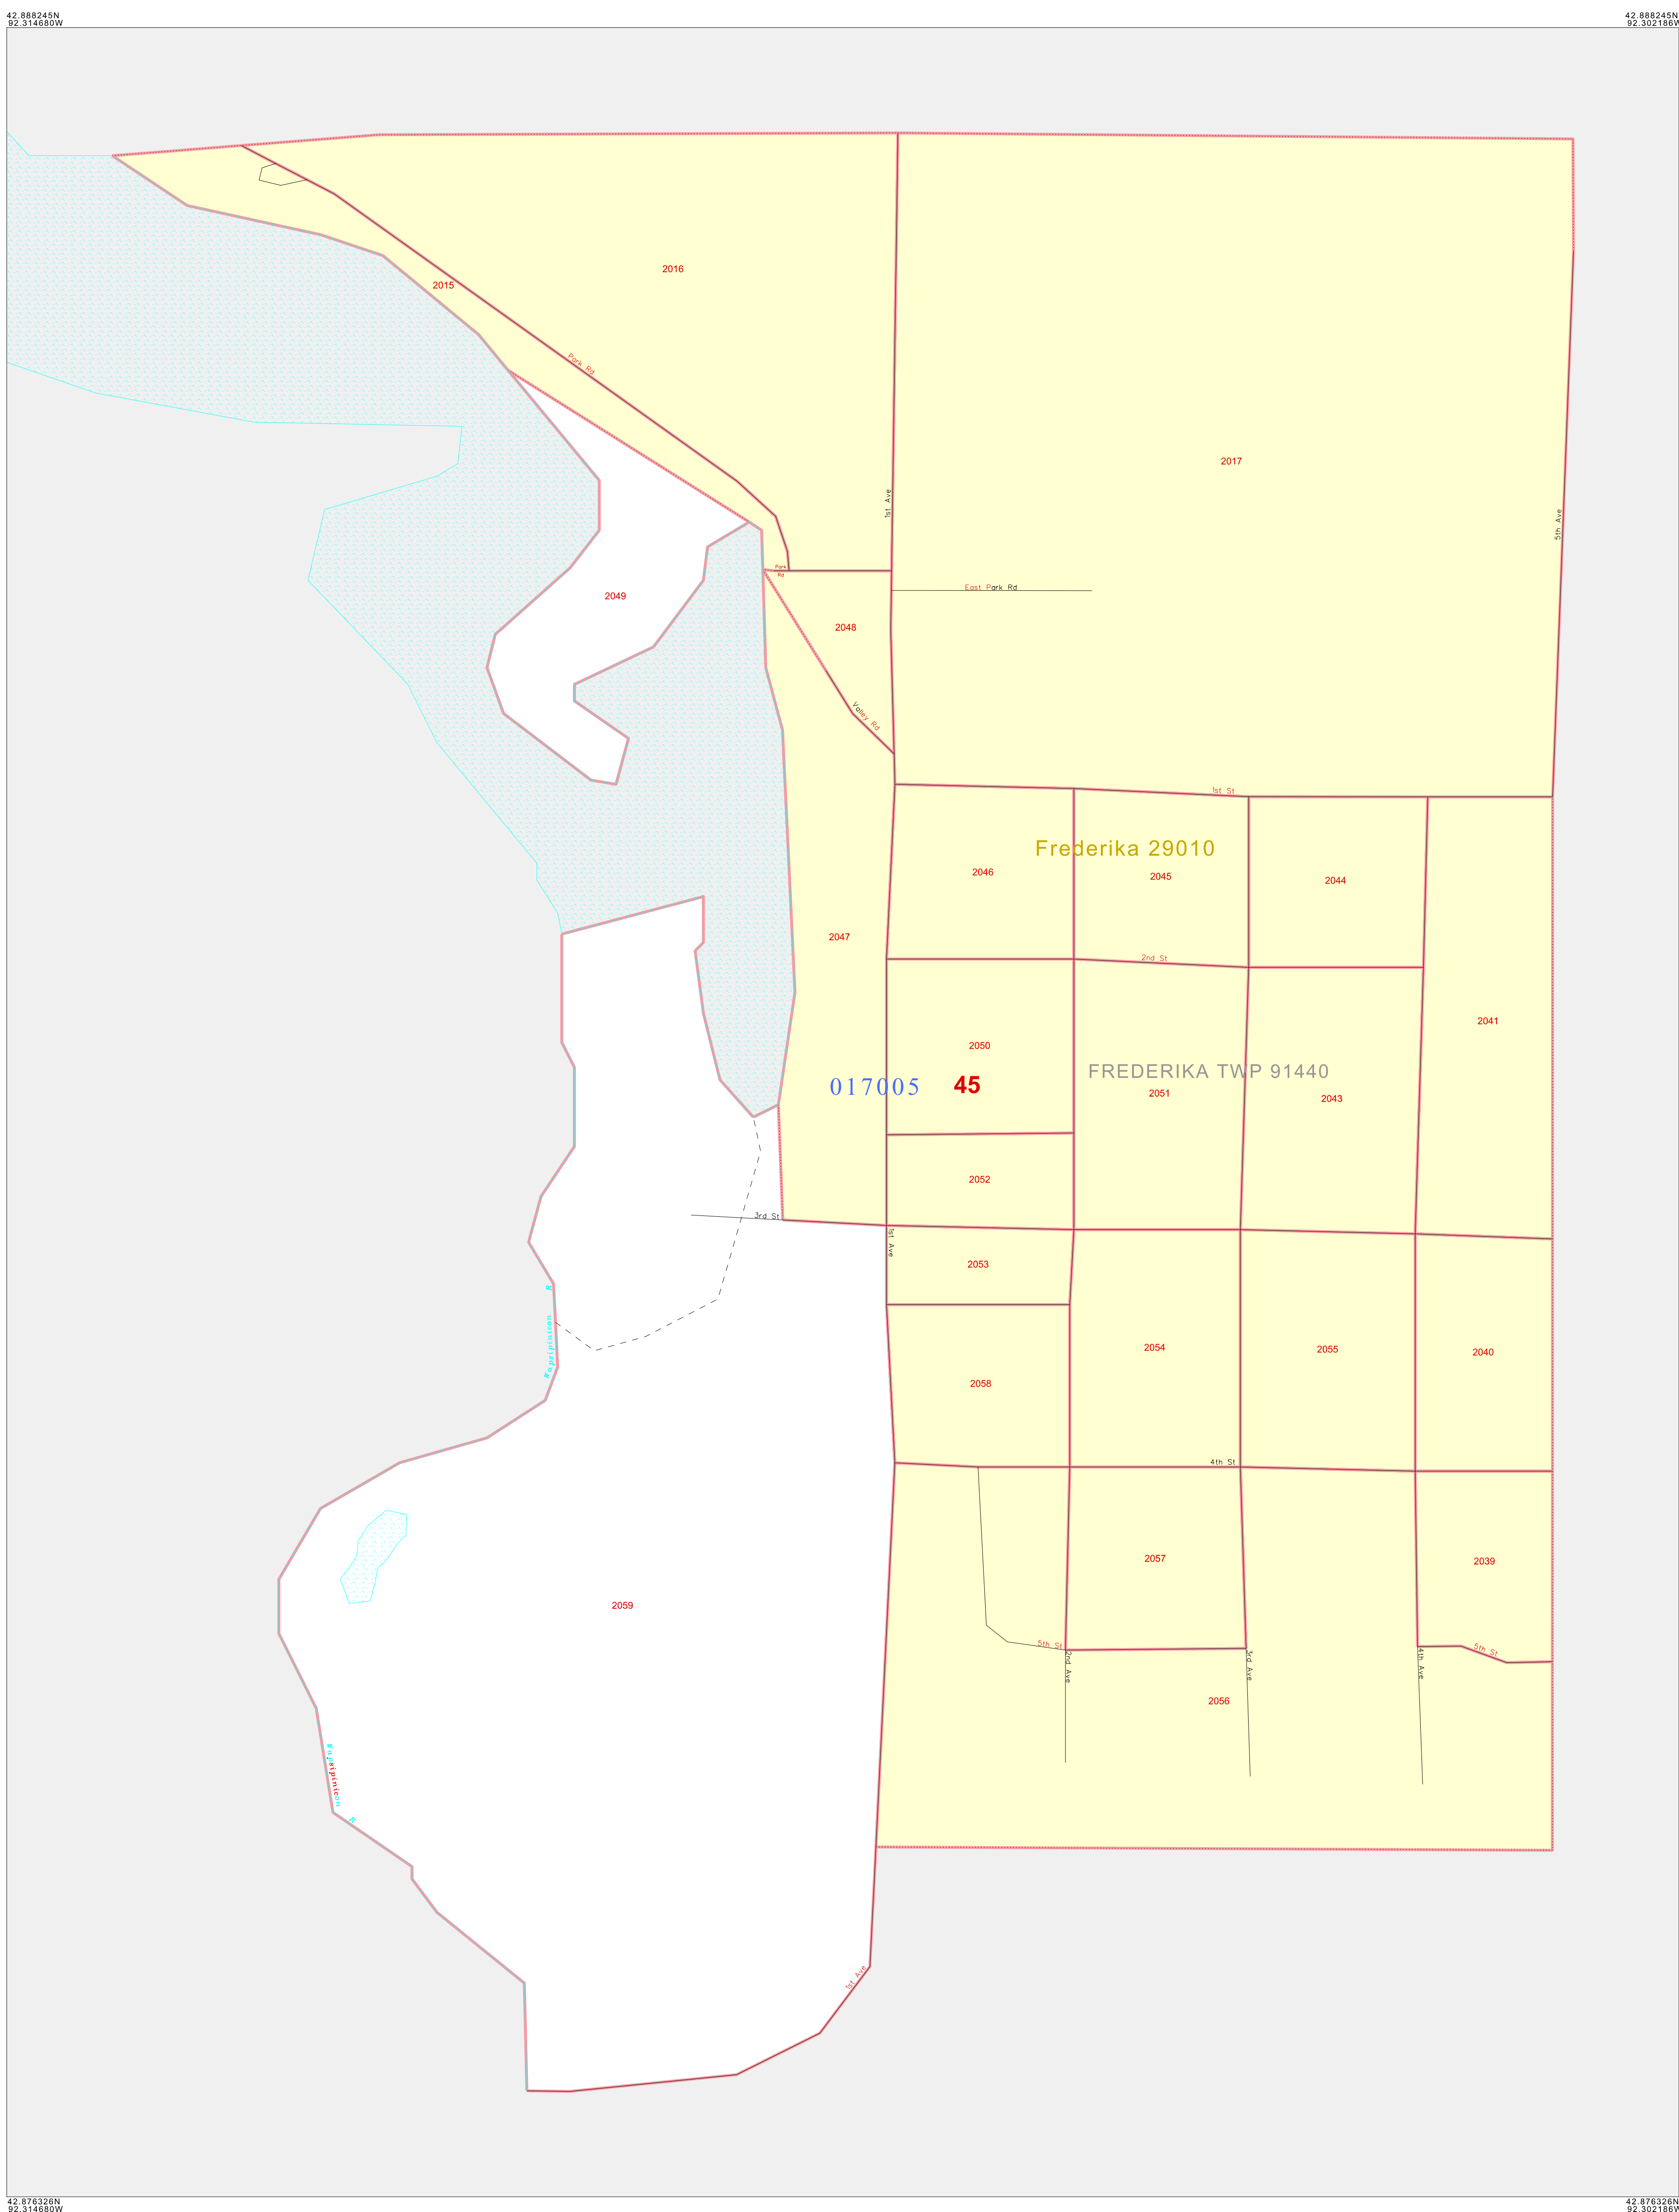 42.888245N
92.314680W
42.888245N
92.302186W
2016
2015
Park Rd
2017
1st Ave
5th Ave
Park
Rd
East Park Rd
2049
2048
Valley Rd
1st St
Frederika 29010
2046
2045
2044
2047
2nd St
2041
2050
FREDERIKA TWP 91440
017005
45
2051
2043
2052
3rd St
1st Ave
2053
Wapsipinicon R
2054
2055
2040
2058
4th St
2057
2039
2059
5th St
5th St
2nd Ave
3rd Ave
4th Ave
2056
Wapsipinicon R
1st Ave
42.876326N
92.314680W
42.876326N
92.302186W